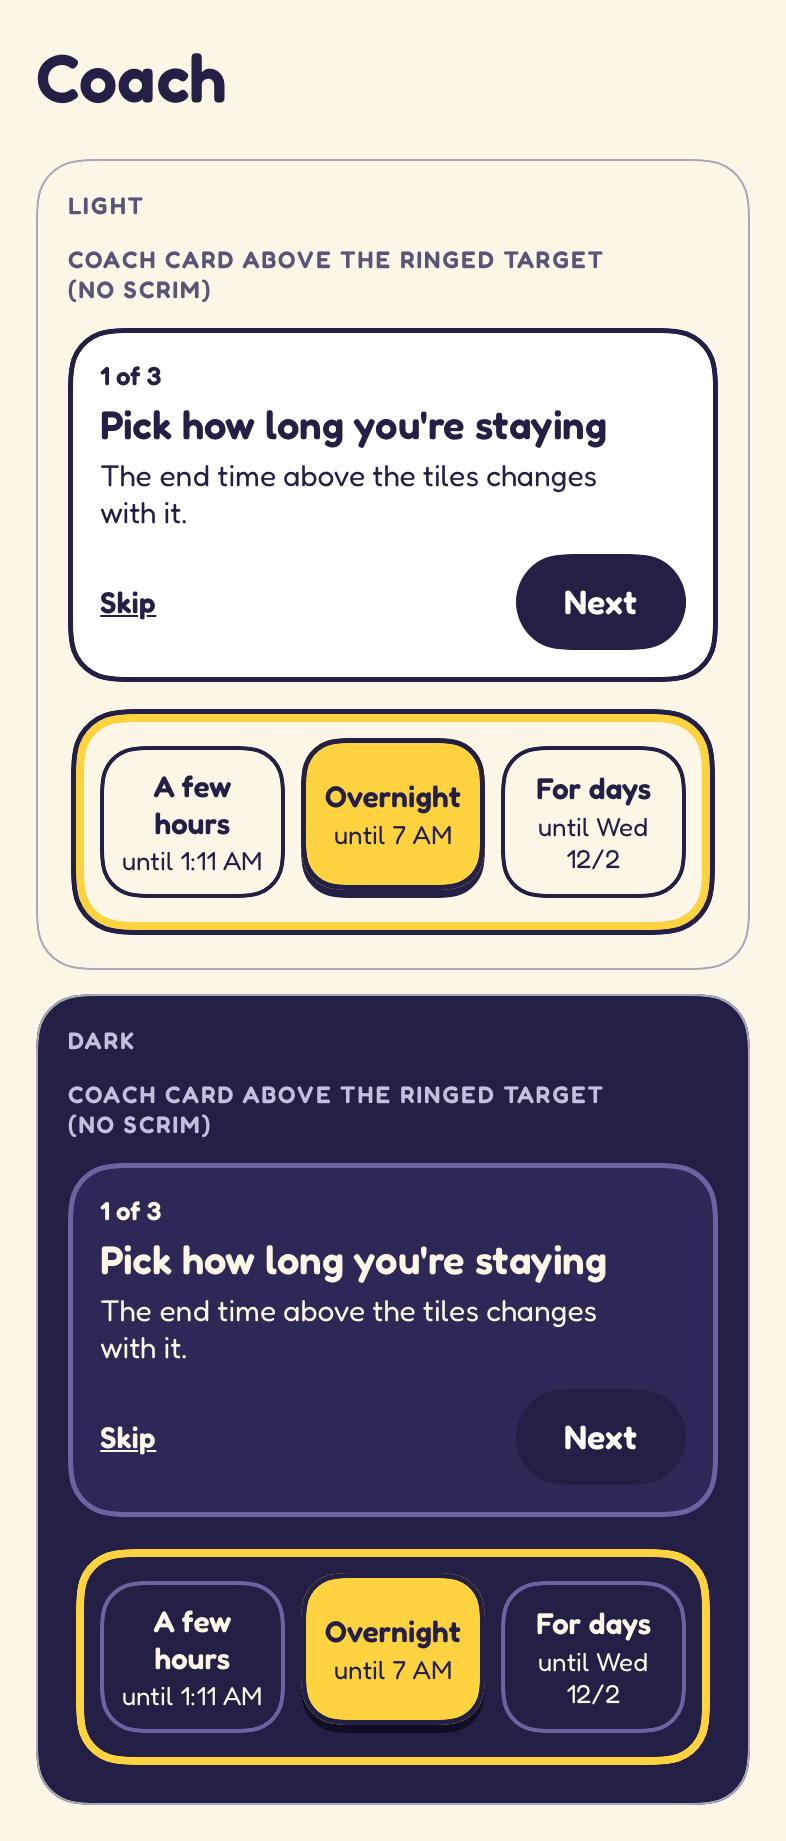 Coach
LIGHT
COACH CARD ABOVE THE RINGED TARGET
(NO SCRIM)
1 of 3
Pick how long you're staying
The end time above the tiles changes
with it.
Skip
Next
A few
hours
until 1:11 AM
Overnight
until 7 AM
For days
until Wed
12/2
DARK
COACH CARD ABOVE THE RINGED TARGET
(NO SCRIM)
1 of 3
Pick how long you're staying
The end time above the tiles changes
with it.
Skip
Next
A few
hours
until 1:11 AM
Overnight
until 7 AM
For days
until Wed
12/2